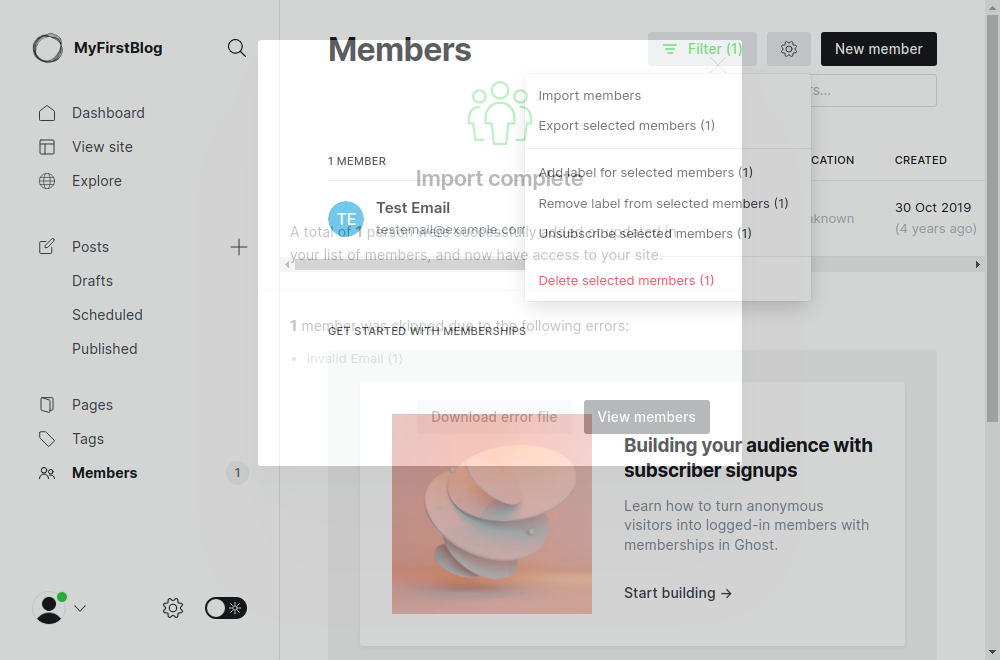 MyFirstBlog
Dashboard
View site
Explore
Posts
Drafts
Scheduled
Published
Pages
Tags
Members
1
Members
Filter (1)
New member
Import members
Export selected members (1)
Add label for selected members (1)
Remove label from selected members (1)
Unsubscribe selected members (1)
Delete selected members (1)
1 MEMBER
CREATED
TE
Test Email
testemail@example.com
30 Oct 2019
(4 years ago)
Import complete
A total of 1 person were successfully added or updated in
your list of members, and now have access to your site.
1 member was skipped due to the following errors:
Invalid Email (1)
Download error file
View members
GET STARTED WITH MEMBERSHIPS
Building your audience with
subscriber signups
Learn how to turn anonymous
visitors into logged-in members with
memberships in Ghost.
Start building →